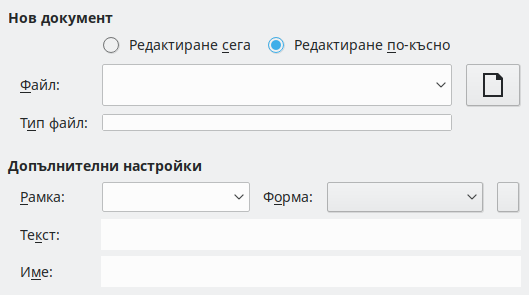 Нов документ
Редактиране сега Редактиране по-късно
Файл:
Тип файл:
Допълнителни настройки
Рамка: Форма:
Текст:
Име: